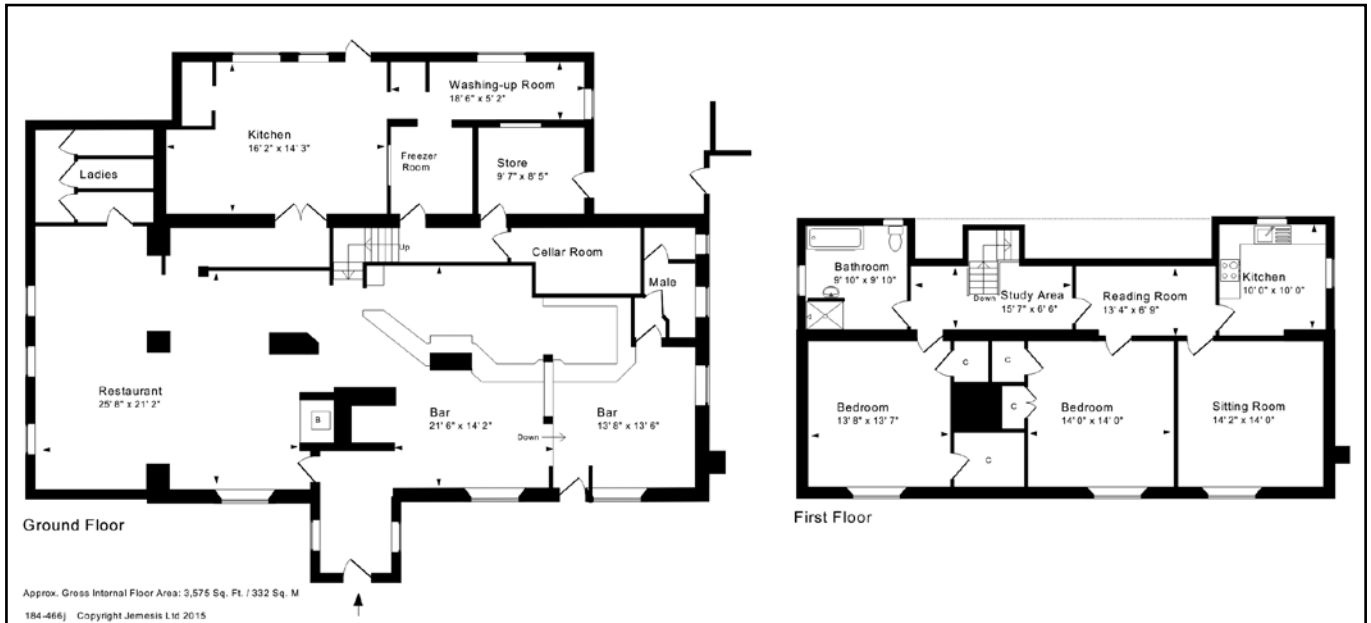 Washing-up Room
18' 6" x 5' 2"
Kitchen
16' 2" x 14' 3"
Freezer
Room
Store
9' 7" x 8' 5"
Ladies
Up
Cellar Room
Male
Restaurant
25' 8" x 21' 2"
B
Bar
21' 6" x 14' 2"
Down
Bar
13' 8" x 13' 6"
Ground Floor
Approx. Gross Internal Floor Area: 3,575 Sq. Ft. / 332 Sq. M
184-466j Copyright Jemesis Ltd 2015
Bathroom
9' 10" x 9' 10"
Down
Study Area
15' 7" x 6' 6"
Reading Room
13' 4" x 6' 9"
Kitchen
10' 0" x 10' 0"
C
C
C
C
Bedroom
13' 8" x 13' 7"
Bedroom
14' 0" x 14' 0"
Sitting Room
14' 2" x 14' 0"
First Floor